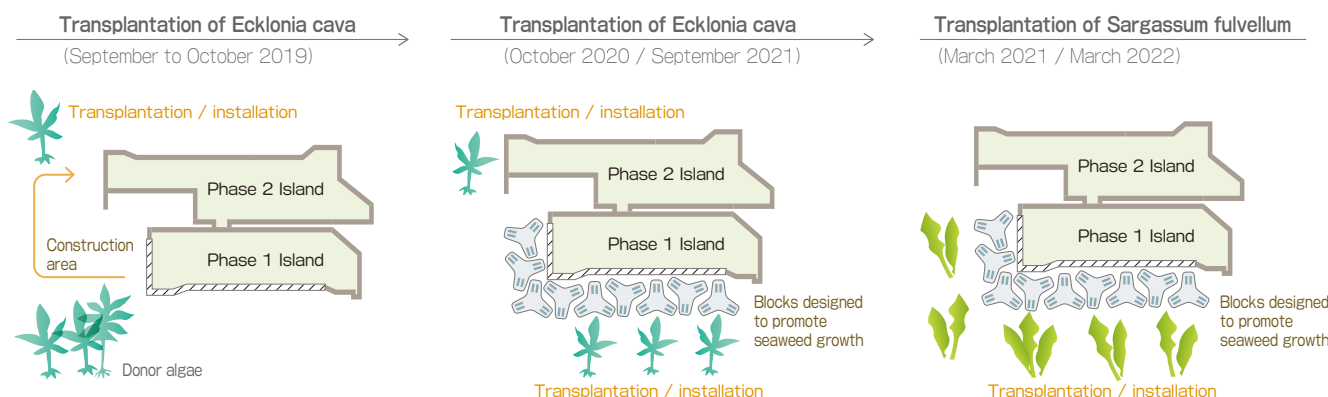 Transplantation of Ecklonia cava
(September to October 2019)
Transplantation / installation
Phase 2 Island
Construction
area
Phase 1 Island
Donor algae
Transplantation of Ecklonia cava
(October 2020 / September 2021)
Transplantation / installation
Phase 2 Island
Phase 1 Island
Blocks designed
to promote
seaweed growth
Transplantation / installation
Transplantation of Sargassum fulvellum
(March 2021 / March 2022)
Phase 2 Island
Phase 1 Island
Blocks designed
to promote
seaweed growth
Transplantation / installation